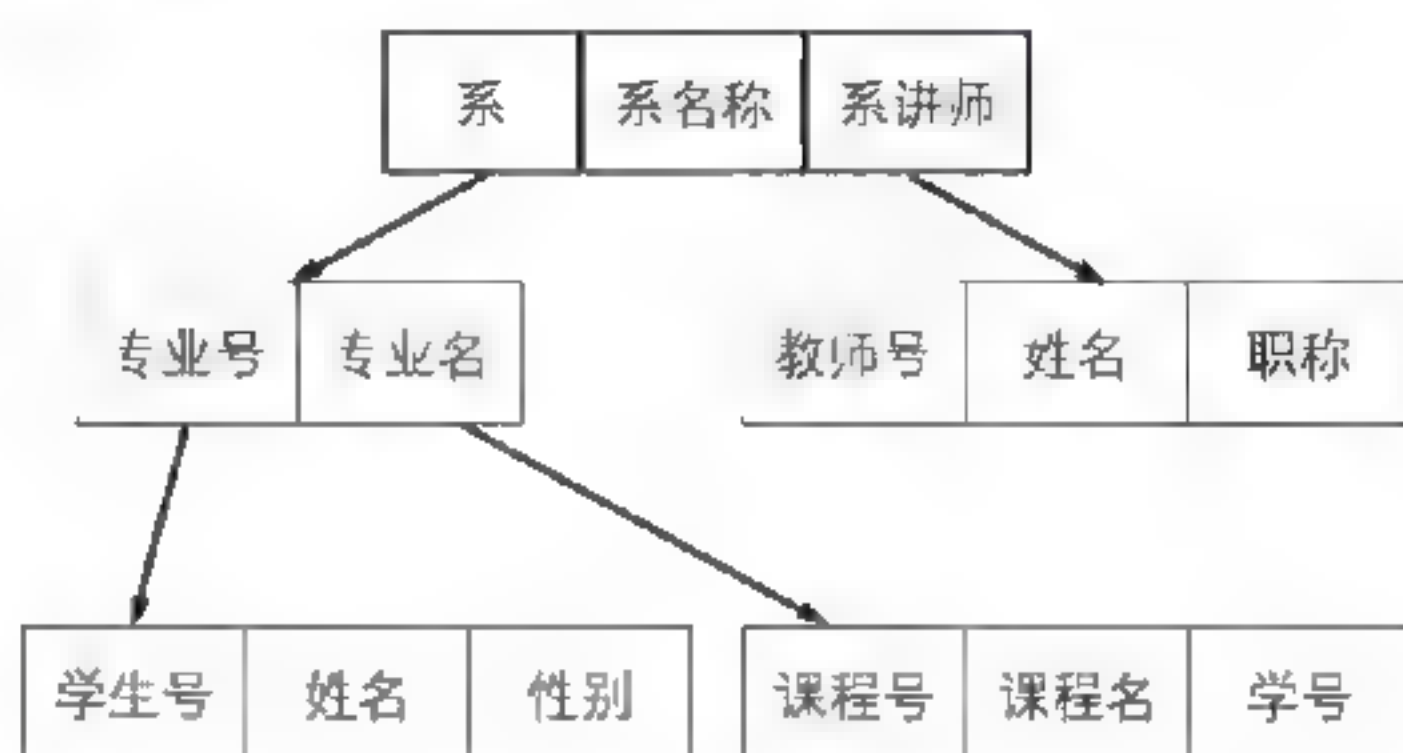 系 系名称 系讲师
专业号 专业名 教师号 姓名 职称
学生号 姓名 性别 课程号 课程名 学号